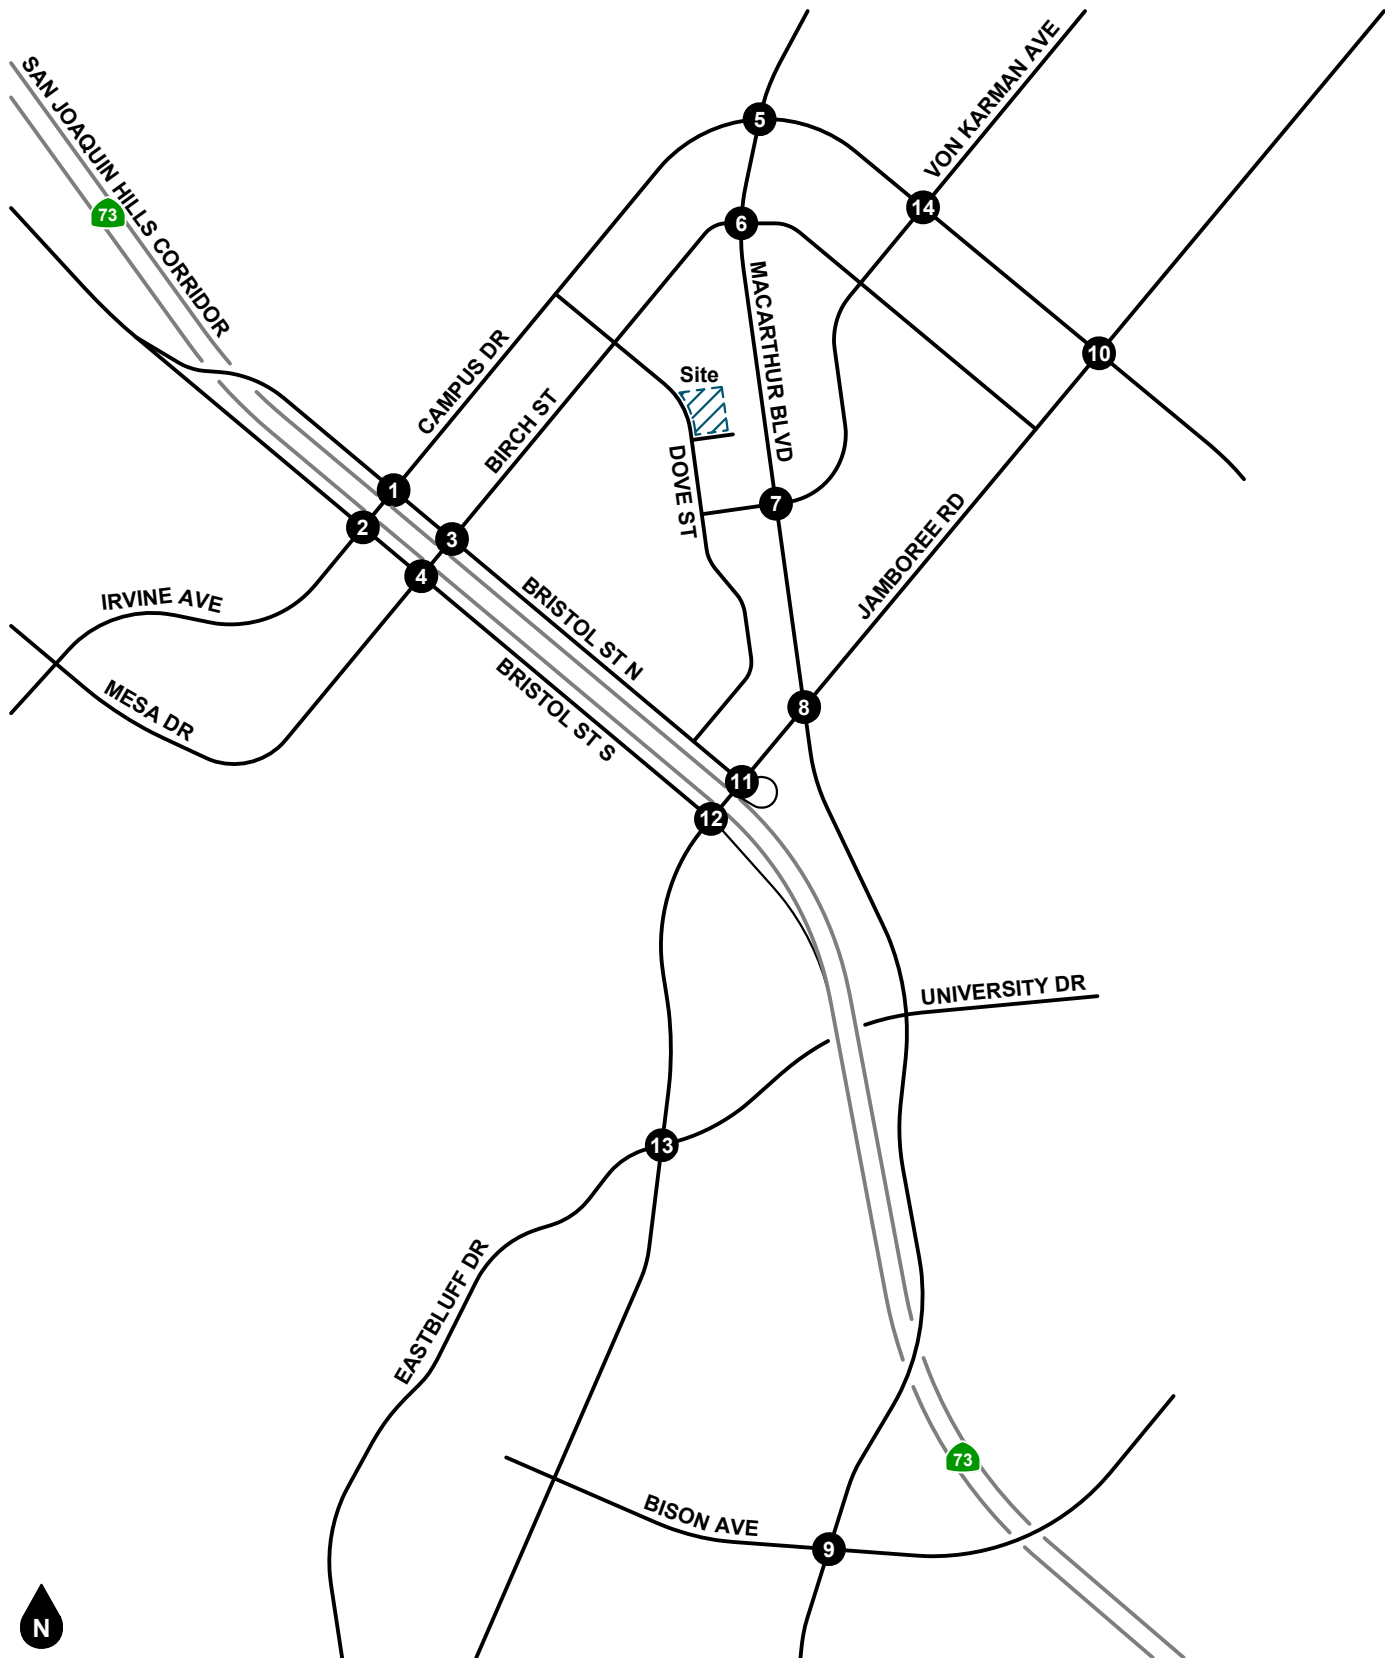 5
VON KARMAN AVE
SAN JOAQUIN HILLS CORRIDOR
73
14
6
MACARTHUR BLVD
10
CAMPUS DR
Site
BIRCH ST
DOVE ST
1
7
2
3
JAMBOREE RD
4
IRVINE AVE
BRISTOL ST N
BRISTOL ST S
MESA DR
8
11
12
UNIVERSITY DR
13
EASTBLUFF DR
73
BISON AVE
9
N